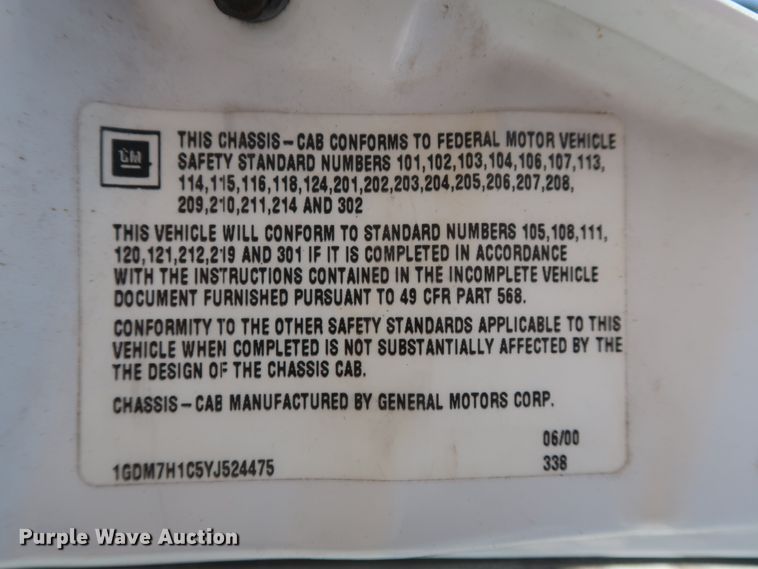 GM
THIS CHASSIS-CAB CONFORMS TO FEDERAL MOTOR VEHICLE
SAFETY STANDARD NUMBERS 101,102,103,104,106,107,113,
114,115,116,118,124,201,202,203,204,205,206,207,208,
209,210,211,214 AND 302
THIS VEHICLE WILL CONFORM TO STANDARD NUMBERS 105,108,111,
120,121,212,219 AND 301 IF IT IS COMPLETED IN ACCORDANCE
WITH THE INSTRUCTIONS CONTAINED IN THE INCOMPLETE VEHICLE
DOCUMENT FURNISHED PURSUANT TO 49 CFR PART 568.
CONFORMITY TO THE OTHER SAFETY STANDARDS APPLICABLE TO THIS
VEHICLE WHEN COMPLETED IS NOT SUBSTANTIALLY AFFECTED BY THE
THE DESIGN OF THE CHASSIS CAB.
CHASSIS-CAB MANUFACTURED BY GENERAL MOTORS CORP.
06/00
1GDM7H1C5YJ524475 338
Purple Wave Auction